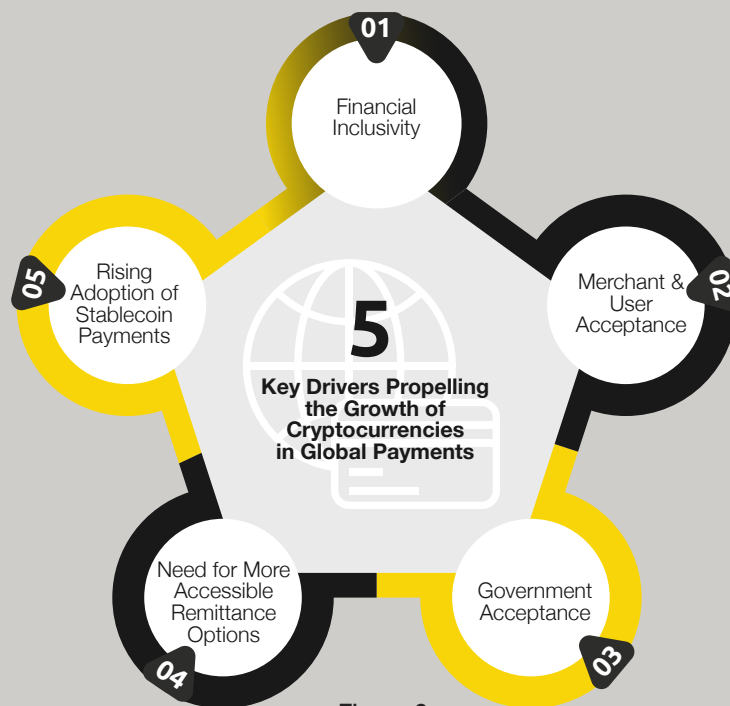 01
Financial
Inclusivity
02
Merchant &
User
Acceptance
03
Government
Acceptance
04
Need for More
Accessible
Remittance
Options
05
Rising
Adoption of
Stablecoin
Payments
5
Key Drivers Propelling
the Growth of
Cryptocurrencies
in Global Payments